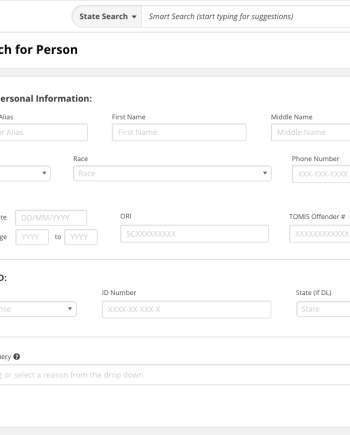 State Search Smart Search (start typing for suggestions)
ch for Person
ersonal Information:
Alias First Name Middle Name
r Alias First Name Middle Name
Race Phone Number
Race XXX-XXX-XXXX
te DD/MM/YYYY ORI TOMIS Offender #
ge YYYY to YYYY SCXXXXXXXXX XXXXXXXXXXXX
D:
ID Number State (if DL)
nse XXXX-XX-XXX-X State
ery ?
g or select a reason from the drop down